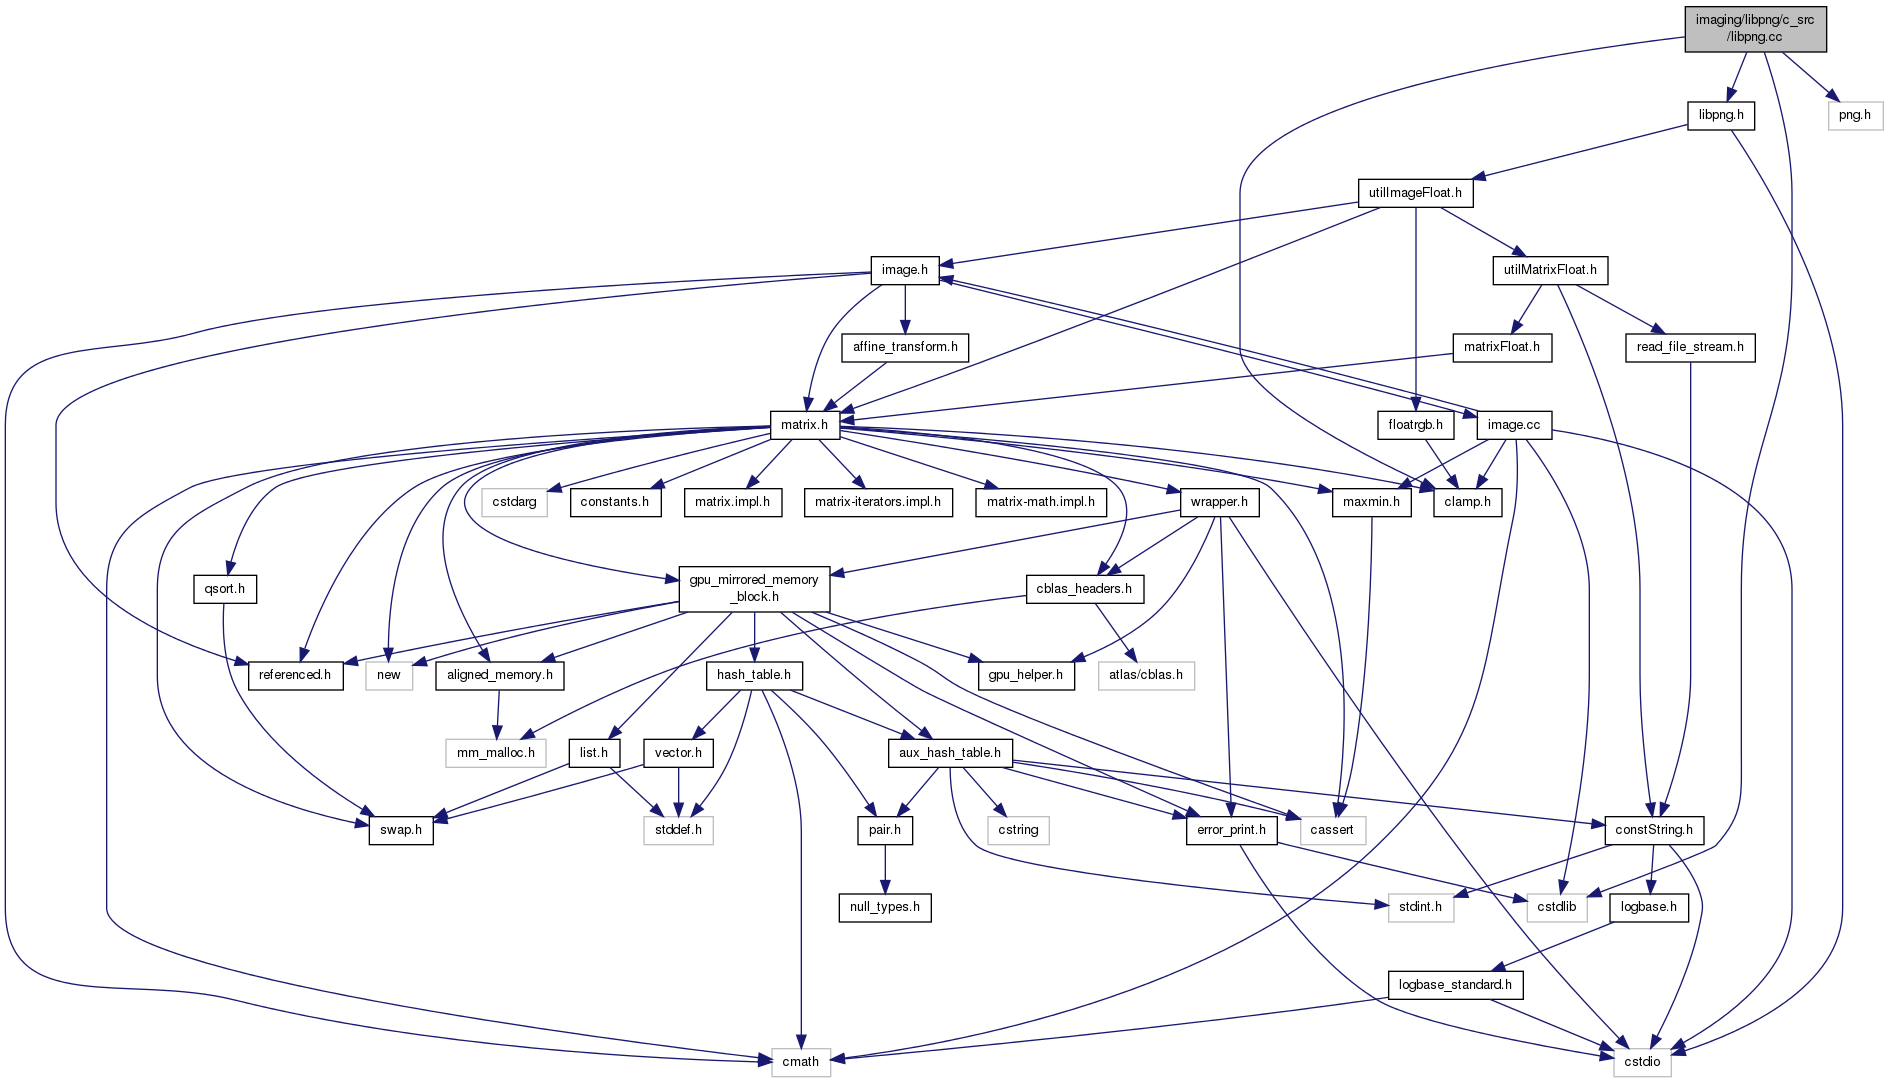 imaging/libpng/c_src
/libpng.cc
libpng.h
png.h
utilImageFloat.h
image.h
utilMatrixFloat.h
affine_transform.h
matrixFloat.h
read_file_stream.h
matrix.h
floatrgb.h
image.cc
cstdarg
constants.h
matrix.impl.h
matrix-iterators.impl.h
matrix-math.impl.h
wrapper.h
maxmin.h
clamp.h
qsort.h
gpu_mirrored_memory
_block.h
cblas_headers.h
referenced.h
new
aligned_memory.h
hash_table.h
gpu_helper.h
atlas/cblas.h
mm_malloc.h
list.h
vector.h
aux_hash_table.h
swap.h
stddef.h
pair.h
cstring
error_print.h
cassert
constString.h
null_types.h
stdint.h
cstdlib
logbase.h
logbase_standard.h
cmath
cstdio